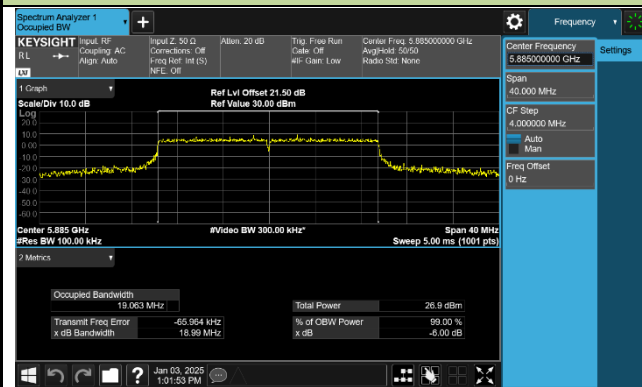 Spectrum Analyzer 1
Occupied BW
Frequency
KEYSIGHT
RL
LXI
Input: RF
Coupling: AC
Align: Auto
Input Z: 50 Ω
Corrections: Off
Freq Ref: Int (S)
NFE: Off
Atten: 20 dB
Trig: Free Run
Gate: Off
#IF Gain: Low
Center Freq: 5.885000000 GHz
Avg|Hold: 50/50
Radio Std: None
1 Graph
Scale/Div 10.0 dB
Ref Lvl Offset 21.50 dB
Ref Value 30.00 dBm
Log
20.0
10.0
0.00
-10.0
-20.0
-30.0
-40.0
-50.0
-60.0
Center 5.885 GHz
#Res BW 100.00 kHz
#Video BW 300.00 kHz*
Span 40 MHz
Sweep 5.00 ms (1001 pts)
2 Metrics
Occupied Bandwidth
19.063 MHz
Total Power 26.9 dBm
Transmit Freq Error -65.964 kHz
% of OBW Power 99.00 %
x dB Bandwidth 18.99 MHz
x dB -6.00 dB
Jan 03, 2025
1:01:53 PM
Center Frequency
5.885000000 GHz
Settings
Span
40.000 MHz
CF Step
4.000000 MHz
Auto
Man
Freq Offset
0 Hz